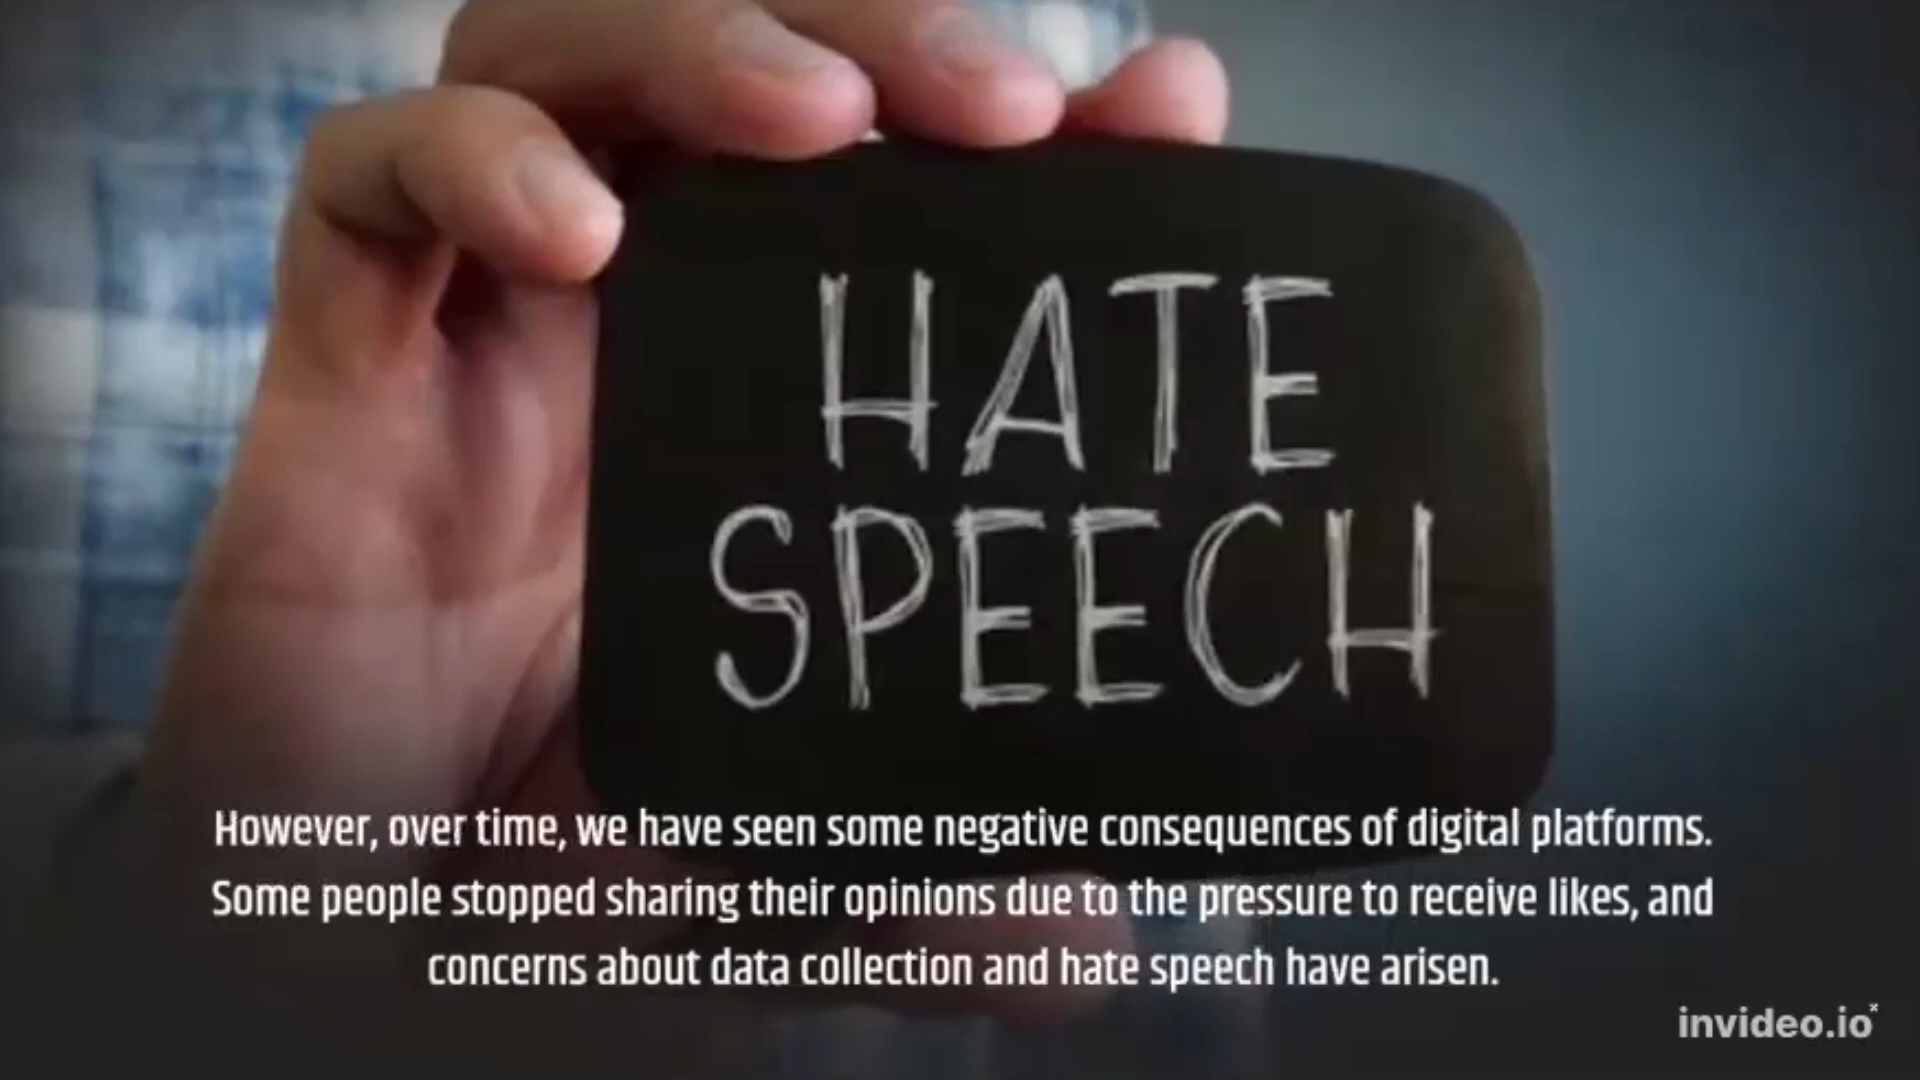 HATE
SPEECH
However, over time, we have seen some negative consequences of digital platforms.
Some people stopped sharing their opinions due to the pressure to receive likes, and
concerns about data collection and hate speech have arisen.
invideo.io